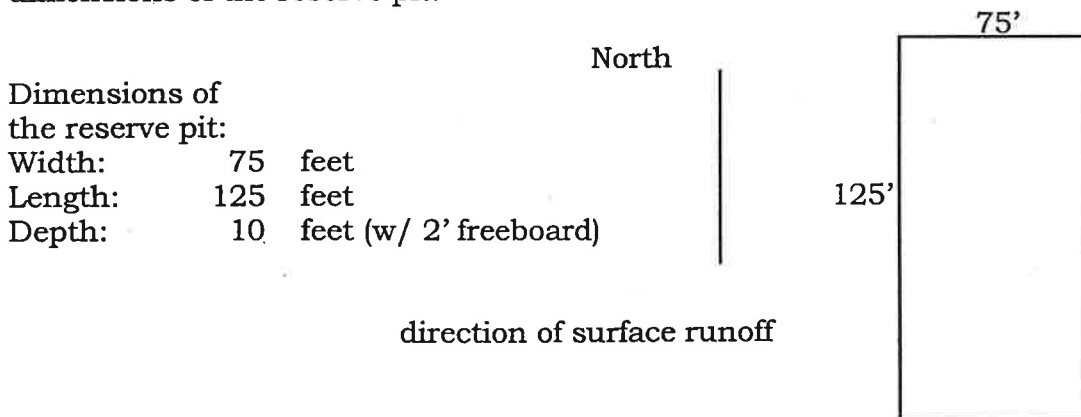 75’
North
Dimensions of
the reserve pit:
Width: 75 feet
Length: 125 feet
125’
Depth: 10 feet (w/ 2’ freeboard)
direction of surface runoff